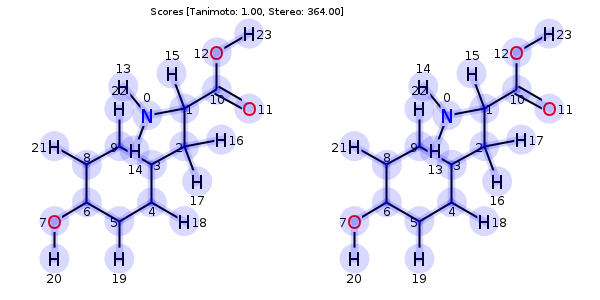 Scores [Tanimoto: 1.00, Stereo: 364.00]
H 23
12 O
15
13 H
H
0
22
H N 1 10 O 11
H
14
21 H 9 2 H 16
8 3
H
17
7 O 6 5 4 H 18
H
20
H
19
H 23
12 O
15
14 H
H
0
22
H N 1 10 O 11
H
13
21 H 9 2 H 17
8 3
H
16
7 O 6 5 4 H 18
H
20
H
19